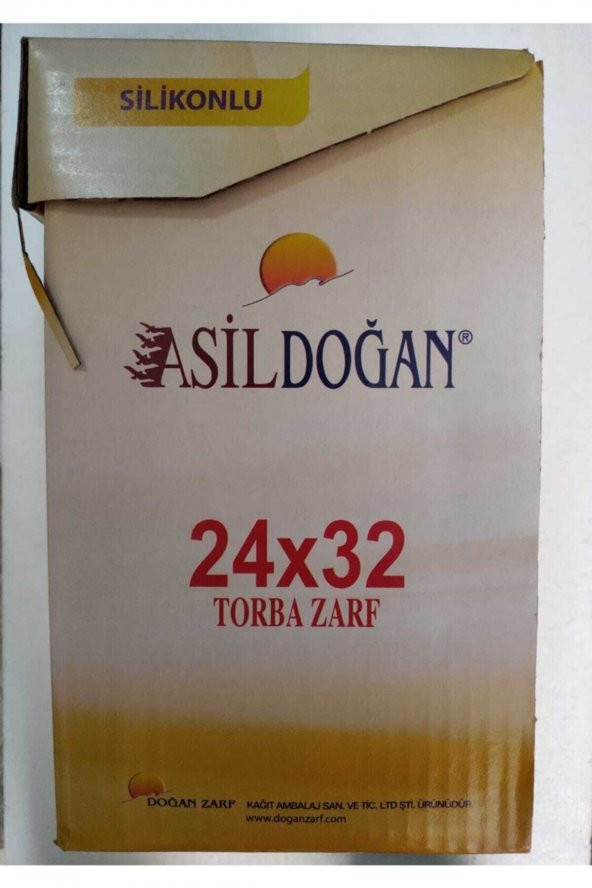 SİLİKONLU
ASİLDOĞAN®
24x32
TORBA ZARF
DOĞAN ZARF KAĞIT AMBALAJ SAN. VE TİC. LTD ŞTİ. ÜRÜNÜDÜR.
www.doganzarf.com